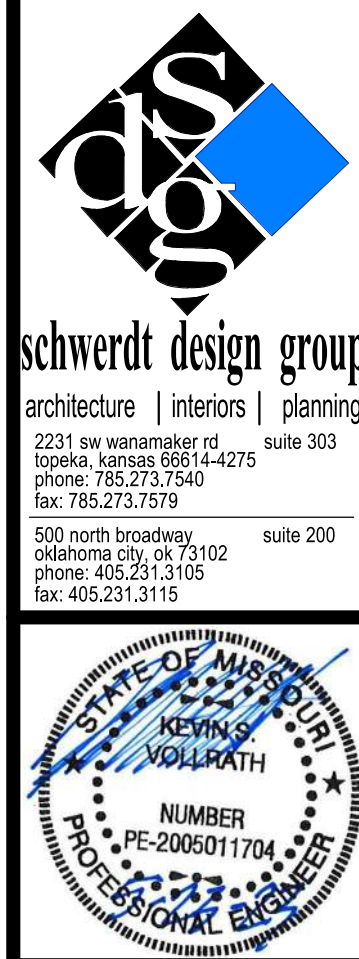 sdg
schwerdt design group
architecture | interiors | planning
2231 sw wanamaker rd suite 303
topeka, kansas 66614-4275
phone: 785.273.7540
fax: 785.273.7579
500 north broadway suite 200
oklahoma city, ok 73102
phone: 405.231.3105
fax: 405.231.3115
STATE OF MISSOURI
KEVIN S.
VOLLRATH
NUMBER
PE-2005011704
PROFESSIONAL ENGINEER